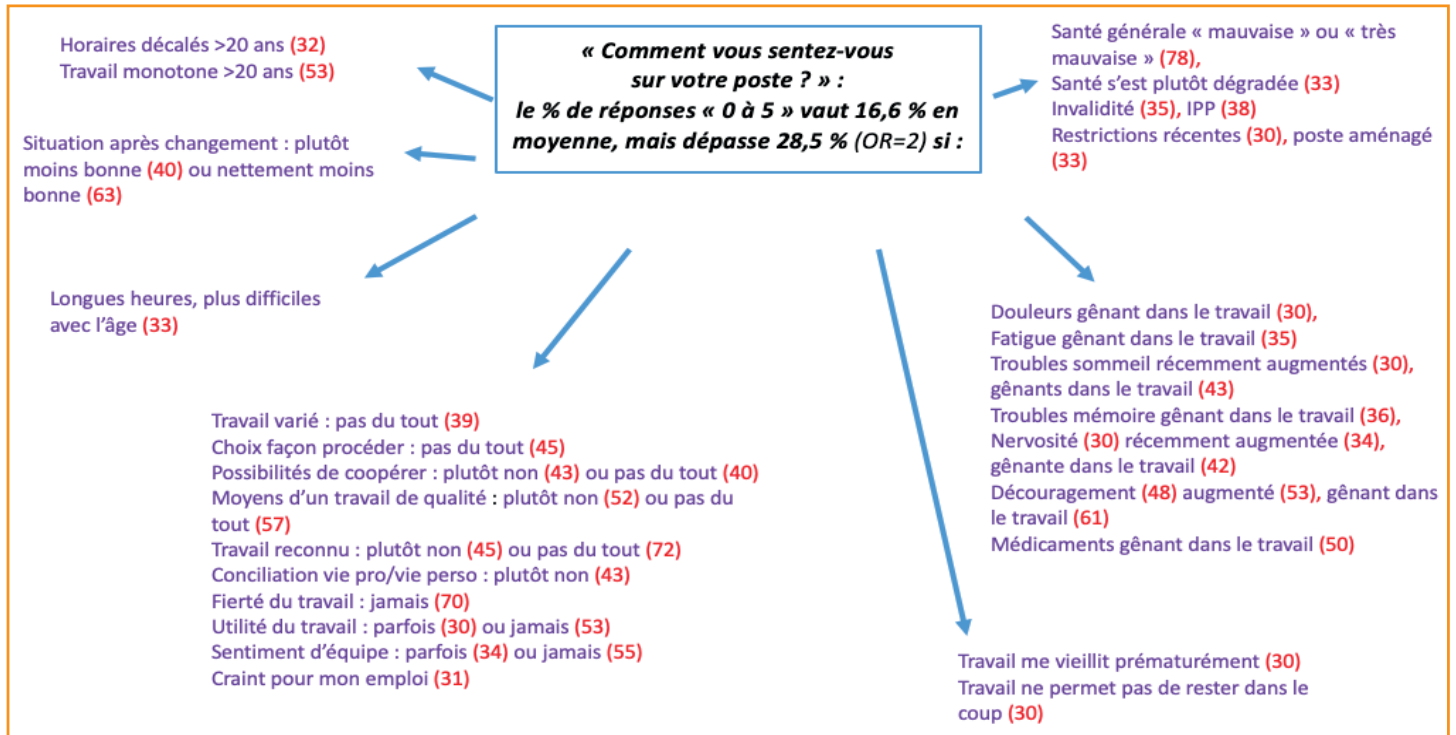 « Comment vous sentez-vous
sur votre poste ? » :
le % de réponses « 0 à 5 » vaut 16,6 % en
moyenne, mais dépasse 28,5 % (OR=2) si :
Horaires décalés >20 ans (32)
Travail monotone >20 ans (53)
Situation après changement : plutôt
moins bonne (40) ou nettement moins
bonne (63)
Longues heures, plus difficiles
avec l’âge (33)
Travail varié : pas du tout (39)
Choix façon procéder : pas du tout (45)
Possibilités de coopérer : plutôt non (43) ou pas du tout (40)
Moyens d’un travail de qualité : plutôt non (52) ou pas du
tout (57)
Travail reconnu : plutôt non (45) ou pas du tout (72)
Conciliation vie pro/vie perso : plutôt non (43)
Fierté du travail : jamais (70)
Utilité du travail : parfois (30) ou jamais (53)
Sentiment d’équipe : parfois (34) ou jamais (55)
Craint pour mon emploi (31)
Santé générale « mauvaise » ou « très
mauvaise » (78),
Santé s’est plutôt dégradée (33)
Invalidité (35), IPP (38)
Restrictions récentes (30), poste aménagé
(33)
Douleurs gênant dans le travail (30),
Fatigue gênant dans le travail (35)
Troubles sommeil récemment augmentés (30),
gênants dans le travail (43)
Troubles mémoire gênant dans le travail (36),
Nervosité (30) récemment augmentée (34),
gênante dans le travail (42)
Découragement (48) augmenté (53), gênant dans
le travail (61)
Médicaments gênant dans le travail (50)
Travail me vieillit prématurément (30)
Travail ne permet pas de rester dans le
coup (30)